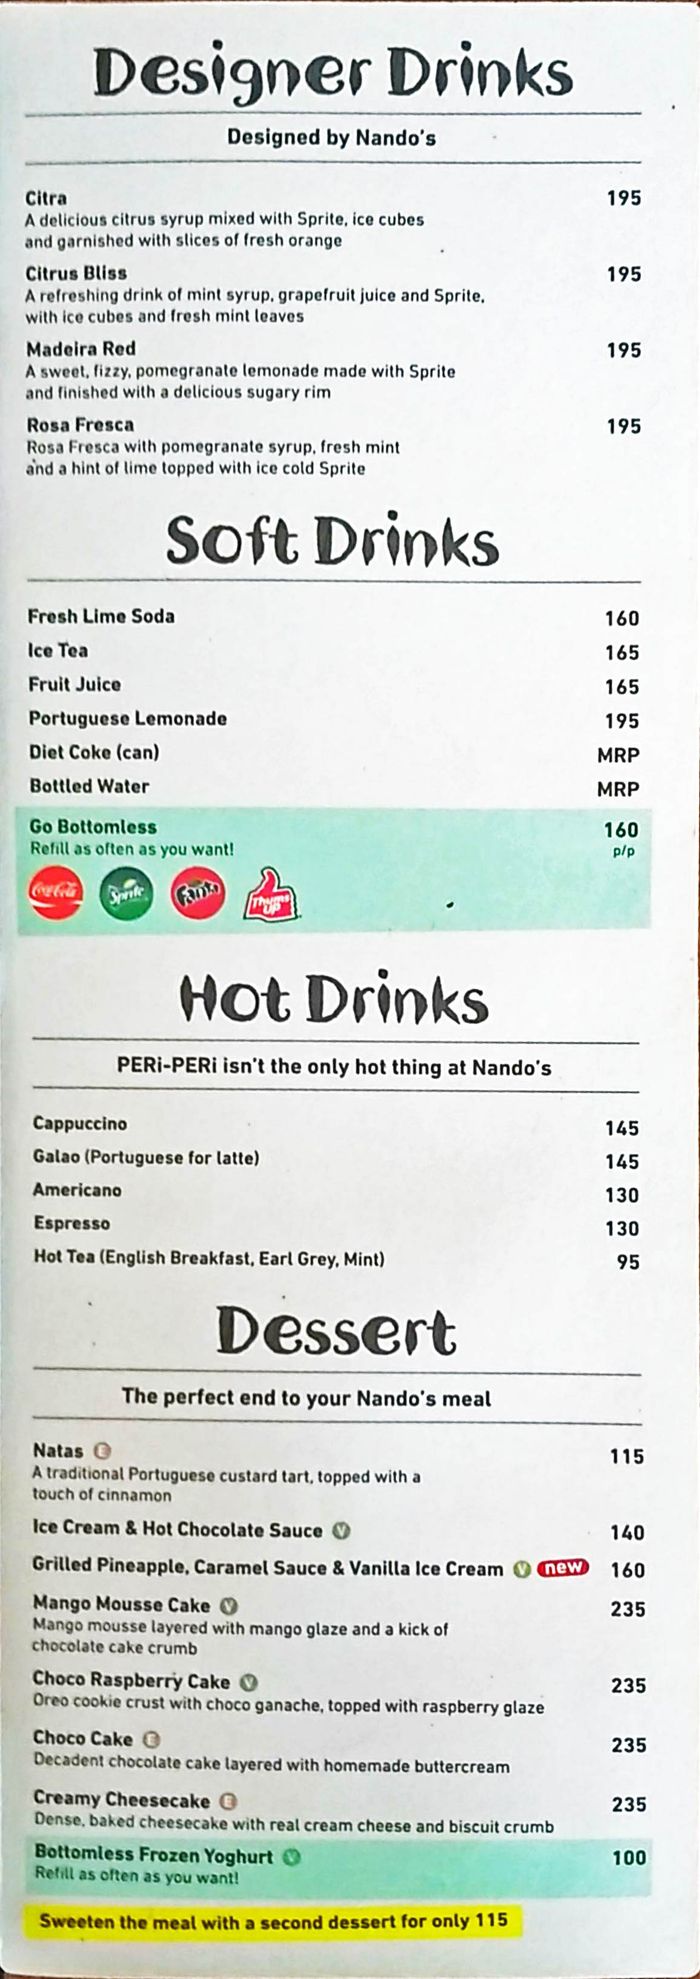 Designer Drinks
Designed by Nando's
Citra 195
A delicious citrus syrup mixed with Sprite, ice cubes
and garnished with slices of fresh orange
Citrus Bliss 195
A refreshing drink of mint syrup, grapefruit juice and Sprite,
with ice cubes and fresh mint leaves
Madeira Red 195
A sweet, fizzy, pomegranate lemonade made with Sprite
and finished with a delicious sugary rim
Rosa Fresca 195
Rosa Fresca with pomegranate syrup, fresh mint
and a hint of lime topped with ice cold Sprite
Soft Drinks
Fresh Lime Soda 160
Ice Tea 165
Fruit Juice 165
Portuguese Lemonade 195
Diet Coke (can) MRP
Bottled Water MRP
Go Bottomless 160
Refill as often as you want! p/p
Coca-Cola Sprite Fanta Thums Up
Hot Drinks
PERi-PERi isn't the only hot thing at Nando's
Cappuccino 145
Galao (Portuguese for latte) 145
Americano 130
Espresso 130
Hot Tea (English Breakfast, Earl Grey, Mint) 95
Dessert
The perfect end to your Nando's meal
Natas E 115
A traditional Portuguese custard tart, topped with a
touch of cinnamon
Ice Cream & Hot Chocolate Sauce V 140
Grilled Pineapple, Caramel Sauce & Vanilla Ice Cream V new 160
Mango Mousse Cake V 235
Mango mousse layered with mango glaze and a kick of
chocolate cake crumb
Choco Raspberry Cake V 235
Oreo cookie crust with choco ganache, topped with raspberry glaze
Choco Cake E 235
Decadent chocolate cake layered with homemade buttercream
Creamy Cheesecake E 235
Dense, baked cheesecake with real cream cheese and biscuit crumb
Bottomless Frozen Yoghurt V 100
Refill as often as you want!
Sweeten the meal with a second dessert for only 115